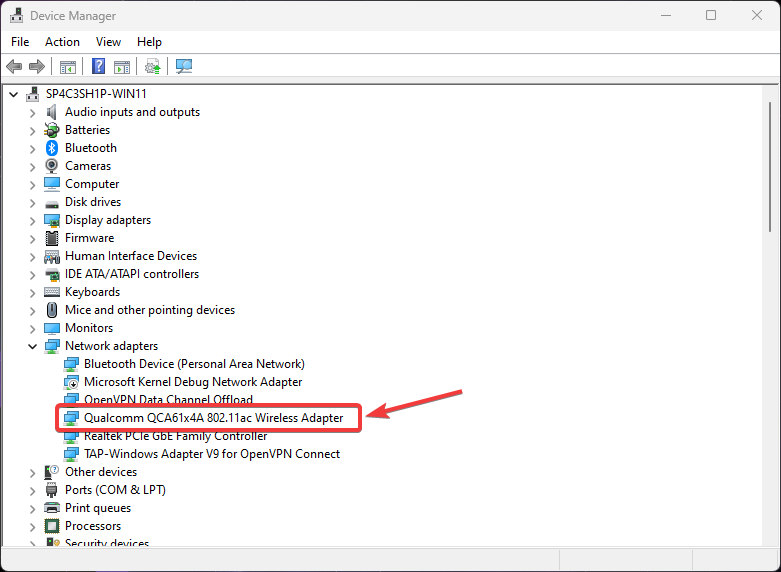 Device Manager
File Action View Help
SP4C3SH1P-WIN11
Audio inputs and outputs
Batteries
Bluetooth
Cameras
Computer
Disk drives
Display adapters
Firmware
Human Interface Devices
IDE ATA/ATAPI controllers
Keyboards
Mice and other pointing devices
Monitors
Network adapters
Bluetooth Device (Personal Area Network)
Microsoft Kernel Debug Network Adapter
OpenVPN Data Channel Offload
Qualcomm QCA61x4A 802.11ac Wireless Adapter
Realtek PCIe GbE Family Controller
TAP-Windows Adapter V9 for OpenVPN Connect
Other devices
Ports (COM & LPT)
Print queues
Processors
Security devices